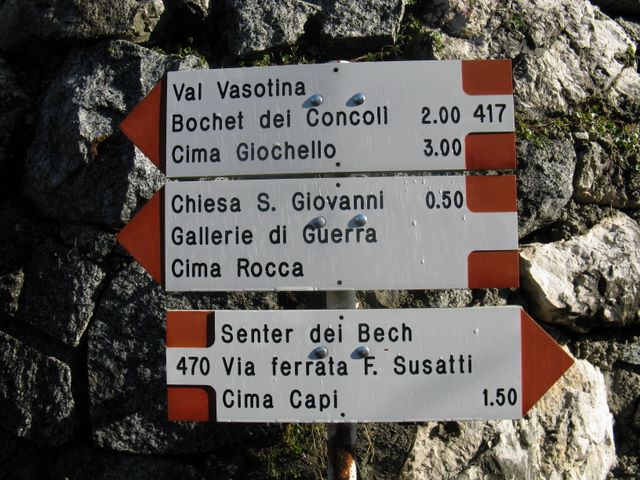 Val Vasotina
Bochet dei Concoli 2.00 417
Cima Giochello 3.00
Chiesa S. Giovanni 0.50
Gallerie di Guerra
Cima Rocca
Senter dei Bech
470 Via ferrata F. Susatti
Cima Capi 1.50